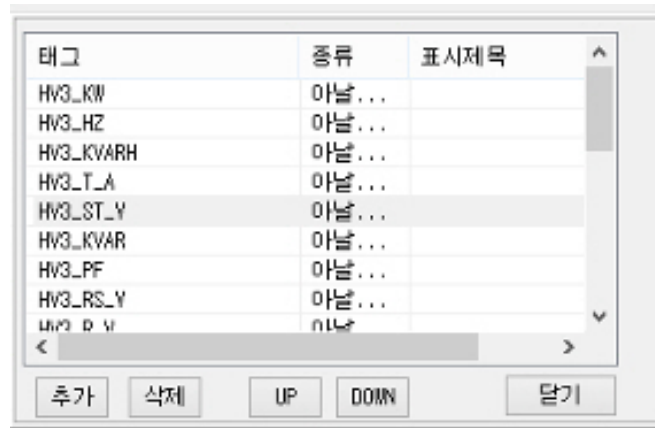 태그 종류 표시제목
HV3_KW 아날...
HV3_HZ 아날...
HV3_KVARH 아날...
HV3_T_A 아날...
HV3_ST_V 아날...
HV3_KVAR 아날...
HV3_PF 아날...
HV3_RS_V 아날...
추가 삭제 UP DOWN 닫기